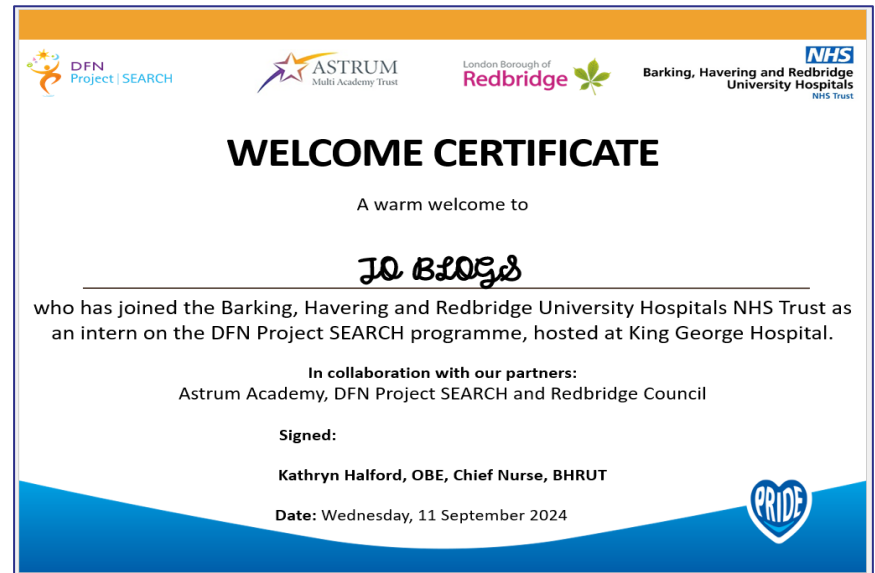 DFN
Project | SEARCH
ASTRUM
Multi Academy Trust
London Borough of
Redbridge
NHS
Barking, Havering and Redbridge
University Hospitals
NHS Trust
WELCOME CERTIFICATE
A warm welcome to
JO BLOGS
who has joined the Barking, Havering and Redbridge University Hospitals NHS Trust as
an intern on the DFN Project SEARCH programme, hosted at King George Hospital.
In collaboration with our partners:
Astrum Academy, DFN Project SEARCH and Redbridge Council
Signed:
Kathryn Halford, OBE, Chief Nurse, BHRUT
Date: Wednesday, 11 September 2024
PRIDE